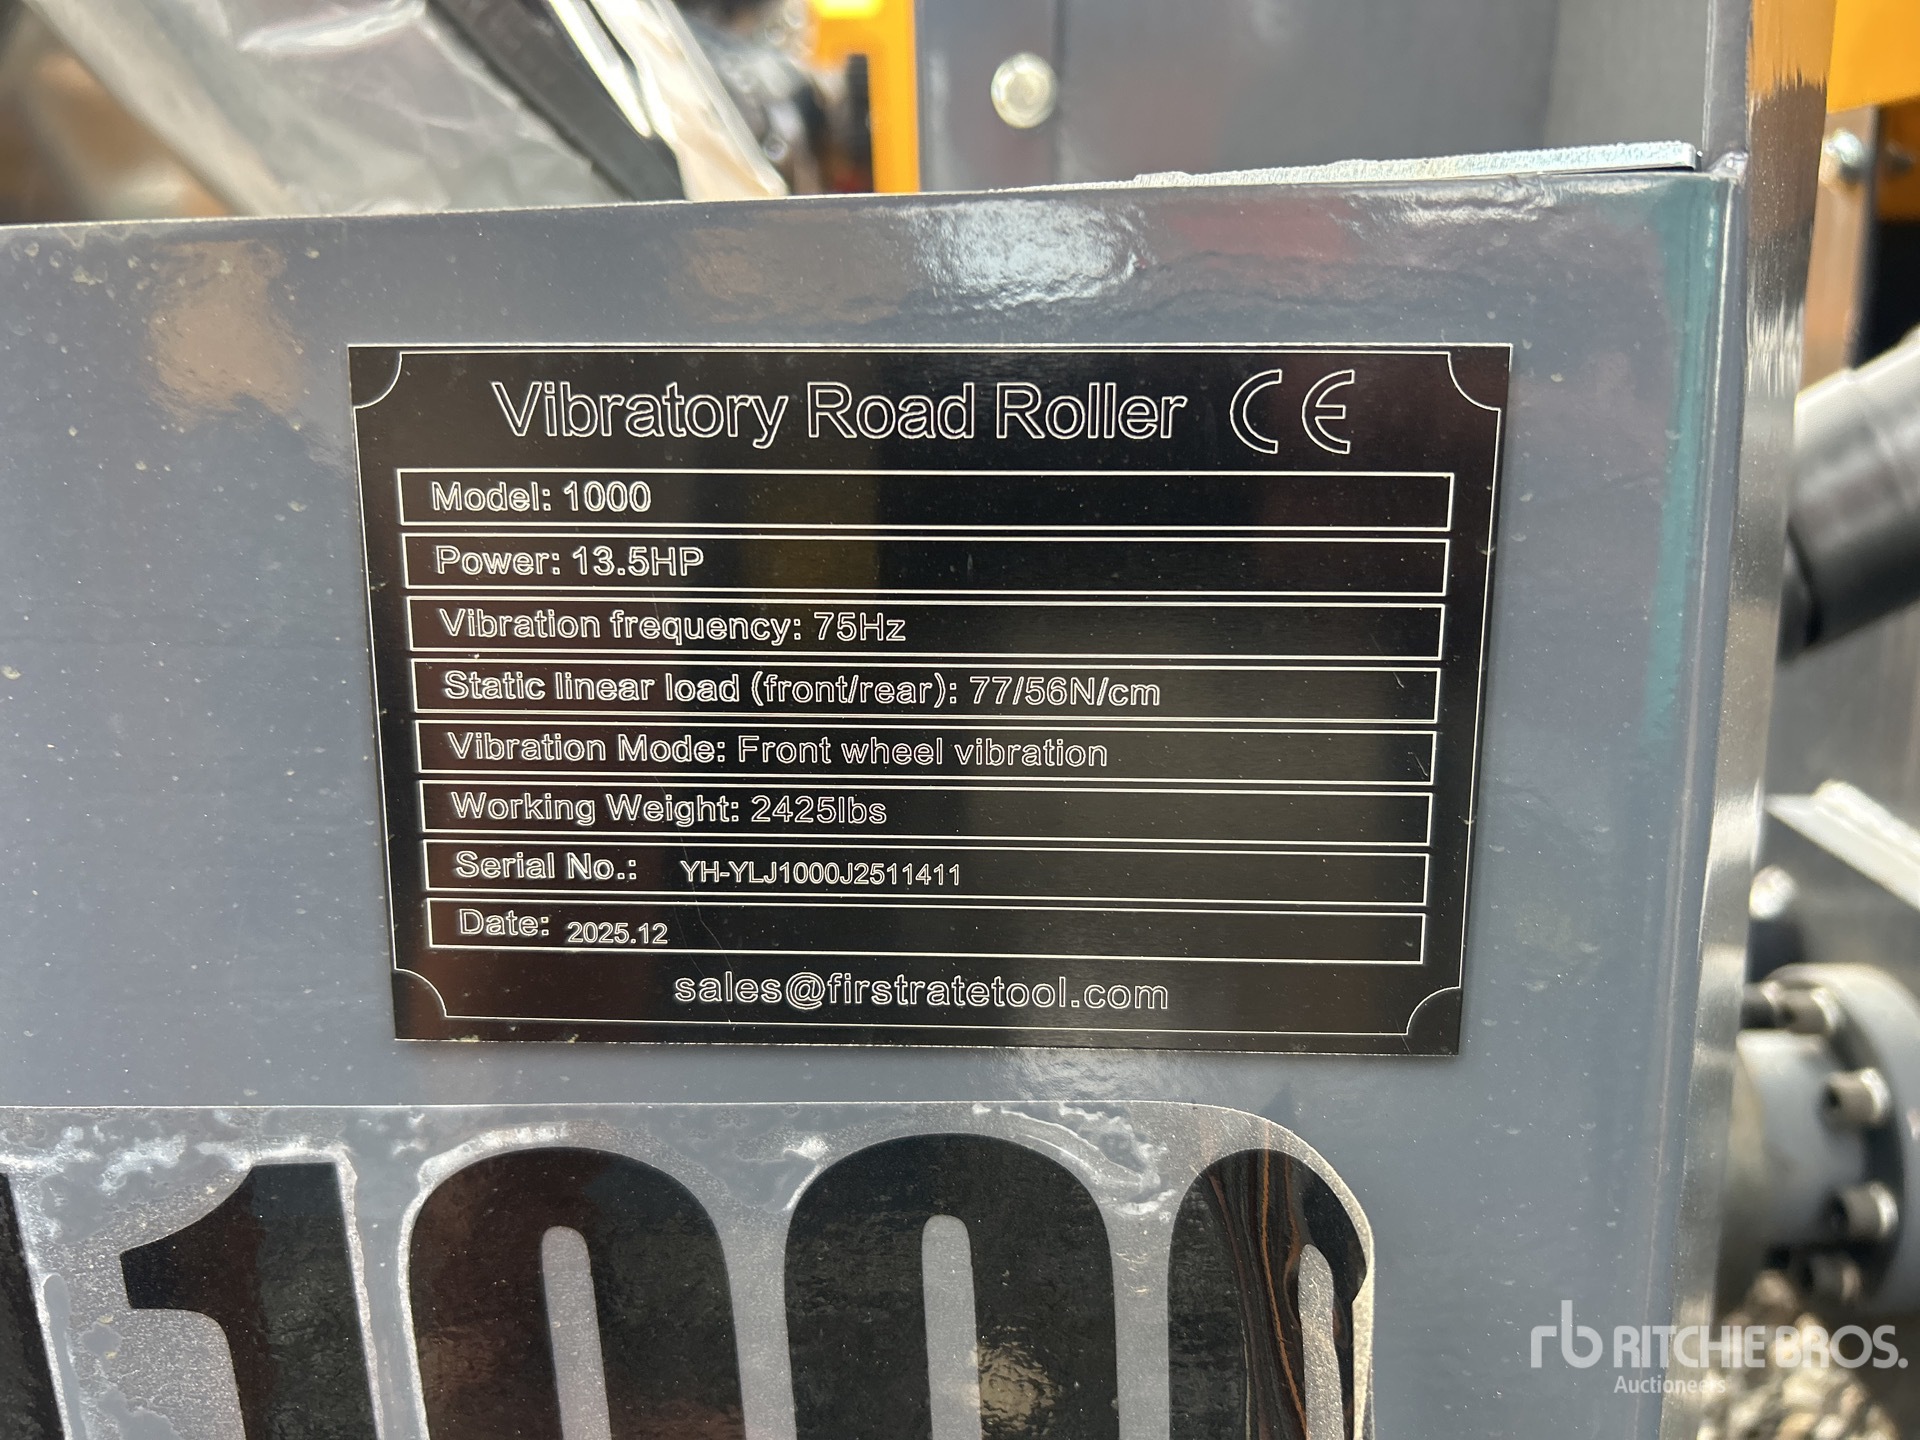 Vibratory Road Roller CE
Model: 1000
Power: 13.5HP
Vibration frequency: 75Hz
Static linear load (front/rear): 77/56N/cm
Vibration Mode: Front wheel vibration
Working Weight: 2425lbs
Serial No.: YH-YLJ1000J2511411
Date: 2025.12
sales@firstratetool.com
1000
rb RITCHIE BROS.
Auctioneers